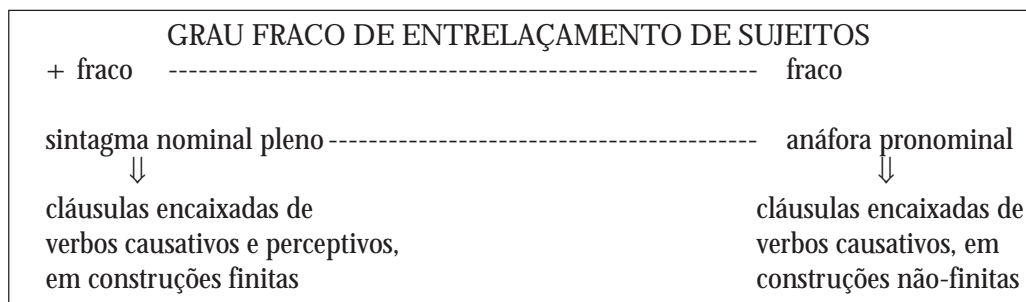 GRAU FRACO DE ENTRELAÇAMENTO DE SUJEITOS
+ fraco ---------------------------------------------------------- fraco
sintagma nominal pleno ------------------------------------------ anáfora pronominal
⇓ ⇓
cláusulas encaixadas de cláusulas encaixadas de
verbos causativos e perceptivos, verbos causativos, em
em construções finitas construções não-finitas